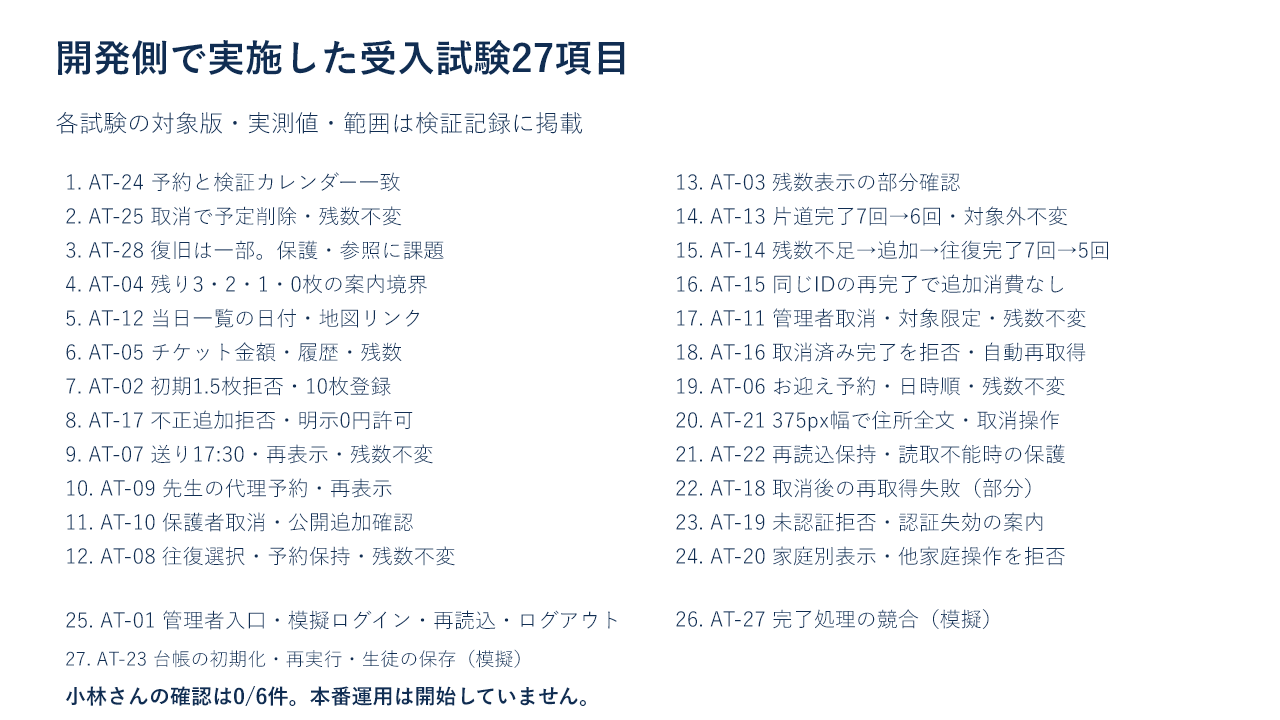 開発側で実施した受入試験27項目
各試験の対象版・実測値・範囲は検証記録に掲載
1. AT-24 予約と検証カレンダー一致
2. AT-25 取消で予定削除・残数不変
3. AT-28 復旧は一部。保護・参照に課題
4. AT-04 残り3・2・1・0枚の案内境界
5. AT-12 当日一覧の日付・地図リンク
6. AT-05 チケット金額・履歴・残数
7. AT-02 初期1.5枚拒否・10枚登録
8. AT-17 不正追加拒否・明示0円許可
9. AT-07 送り17:30・再表示・残数不変
10. AT-09 先生の代理予約・再表示
11. AT-10 保護者取消・公開追加確認
12. AT-08 往復選択・予約保持・残数不変
13. AT-03 残数表示の部分確認
14. AT-13 片道完了7回→6回・対象外不変
15. AT-14 残数不足→追加→往復完了7回→5回
16. AT-15 同じIDの再完了で追加消費なし
17. AT-11 管理者取消・対象限定・残数不変
18. AT-16 取消済み完了を拒否・自動再取得
19. AT-06 お迎え予約・日時順・残数不変
20. AT-21 375px幅で住所全文・取消操作
21. AT-22 再読込保持・読取不能時の保護
22. AT-18 取消後の再取得失敗（部分）
23. AT-19 未認証拒否・認証失効の案内
24. AT-20 家庭別表示・他家庭操作を拒否
25. AT-01 管理者入口・模擬ログイン・再読込・ログアウト
26. AT-27 完了処理の競合（模擬）
27. AT-23 台帳の初期化・再実行・生徒の保存（模擬）
小林さんの確認は0/6件。本番運用は開始していません。